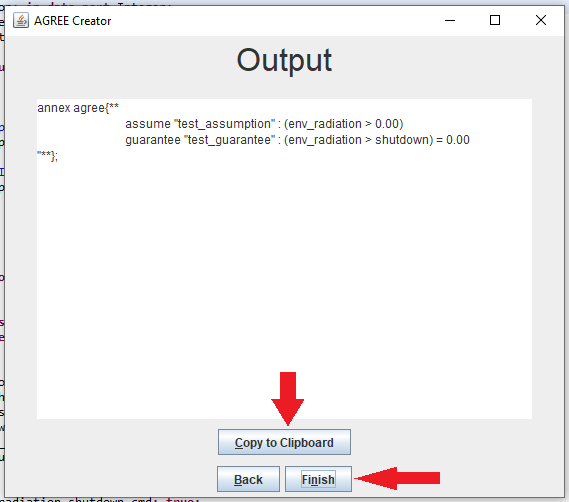 AGREE Creator
Output
annex agree{**
assume "test_assumption" : (env_radiation > 0.00)
guarantee "test_guarantee" : (env_radiation > shutdown) = 0.00
"**};
Copy to Clipboard
Back Finish